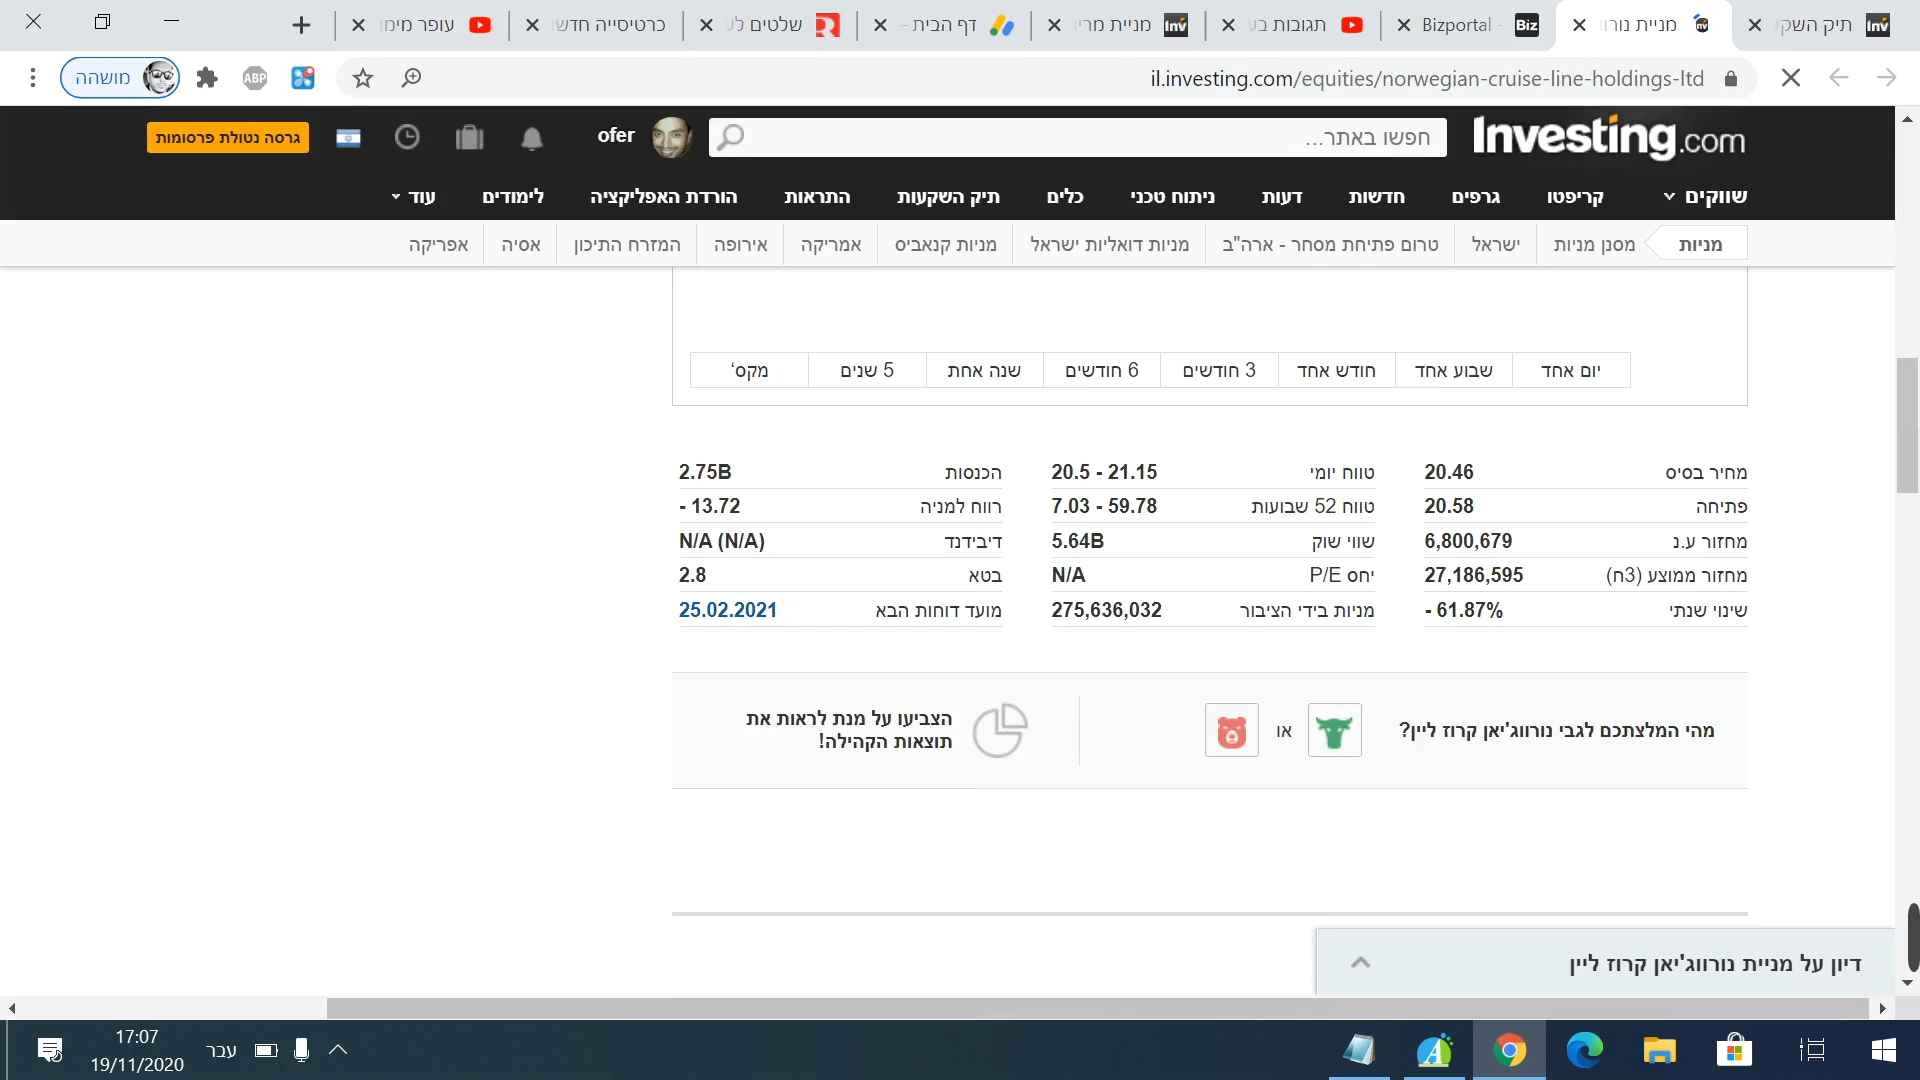 תיק השק
מניית נורוו
Bizportal -
תגובות בע
מניית מרי
דף הבית -
שלטים לע
כרטיסייה חדש
עופר מימו
il.investing.com/equities/norwegian-cruise-line-holdings-ltd
ABP
מושהה
Investing.com
חפשו באתר...
ofer
גרסה נטולת פרסומות
שווקים
קריפטו
גרפים
חדשות
דעות
ניתוח טכני
כלים
תיק השקעות
התראות
הורדת האפליקציה
לימודים
עוד
מניות
מסנן מניות
ישראל
טרום פתיחת מסחר - ארה"ב
מניות דואליות ישראל
מניות קנאביס
אמריקה
אירופה
המזרח התיכון
אסיה
אפריקה
יום אחד
שבוע אחד
חודש אחד
3 חודשים
6 חודשים
שנה אחת
5 שנים
מקס'
מחיר בסיס 20.46
טווח יומי 20.5 - 21.15
הכנסות 2.75B
פתיחה 20.58
טווח 52 שבועות 7.03 - 59.78
רווח למניה - 13.72
מחזור ע.נ 6,800,679
שווי שוק 5.64B
דיבידנד N/A (N/A)
מחזור ממוצע (3ח) 27,186,595
יחס P/E N/A
בטא 2.8
שינוי שנתי - 61.87%
מניות בידי הציבור 275,636,032
מועד דוחות הבא 25.02.2021
מהי המלצתכם לגבי נורווג'יאן קרוז ליין?
או
הצביעו על מנת לראות את
תוצאות הקהילה!
דיון על מניית נורווג'יאן קרוז ליין
עבר
17:07
19/11/2020